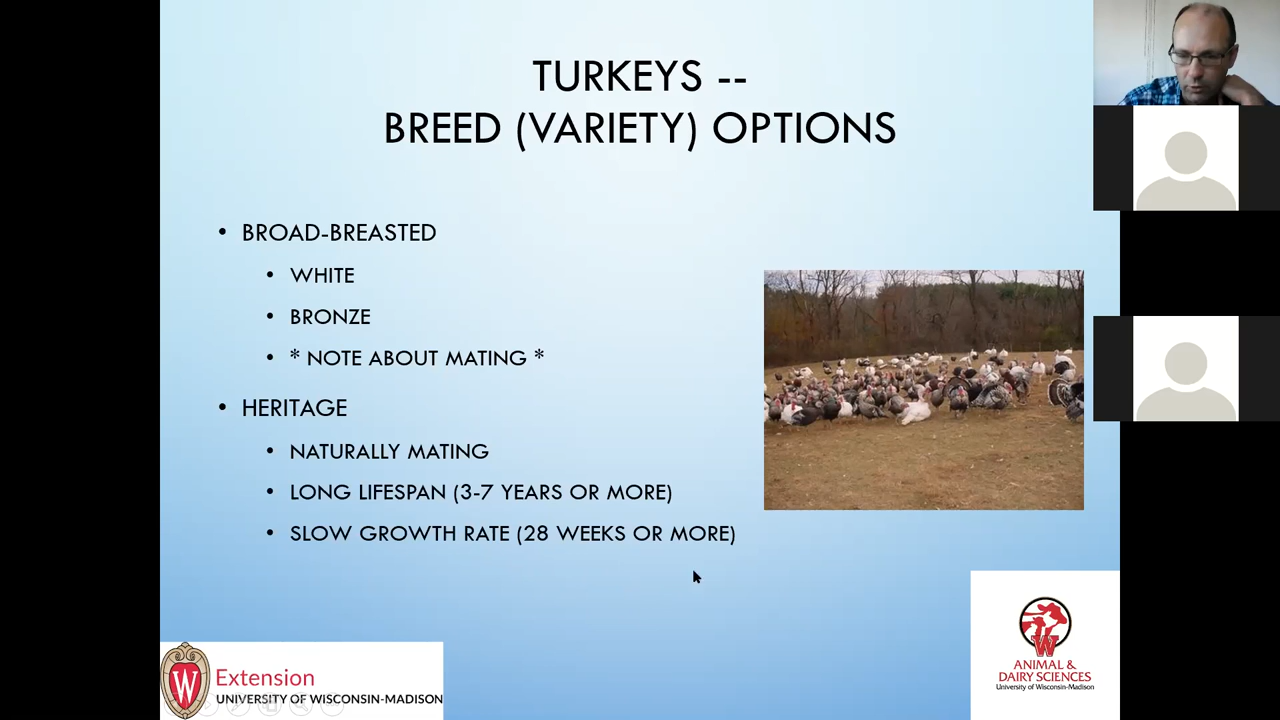 TURKEYS --
BREED (VARIETY) OPTIONS
• BROAD-BREASTED
• WHITE
• BRONZE
• * NOTE ABOUT MATING *
• HERITAGE
• NATURALLY MATING
• LONG LIFESPAN (3-7 YEARS OR MORE)
• SLOW GROWTH RATE (28 WEEKS OR MORE)
W
Extension
UNIVERSITY OF WISCONSIN-MADISON
W
ANIMAL &
DAIRY SCIENCES
University of Wisconsin-Madison